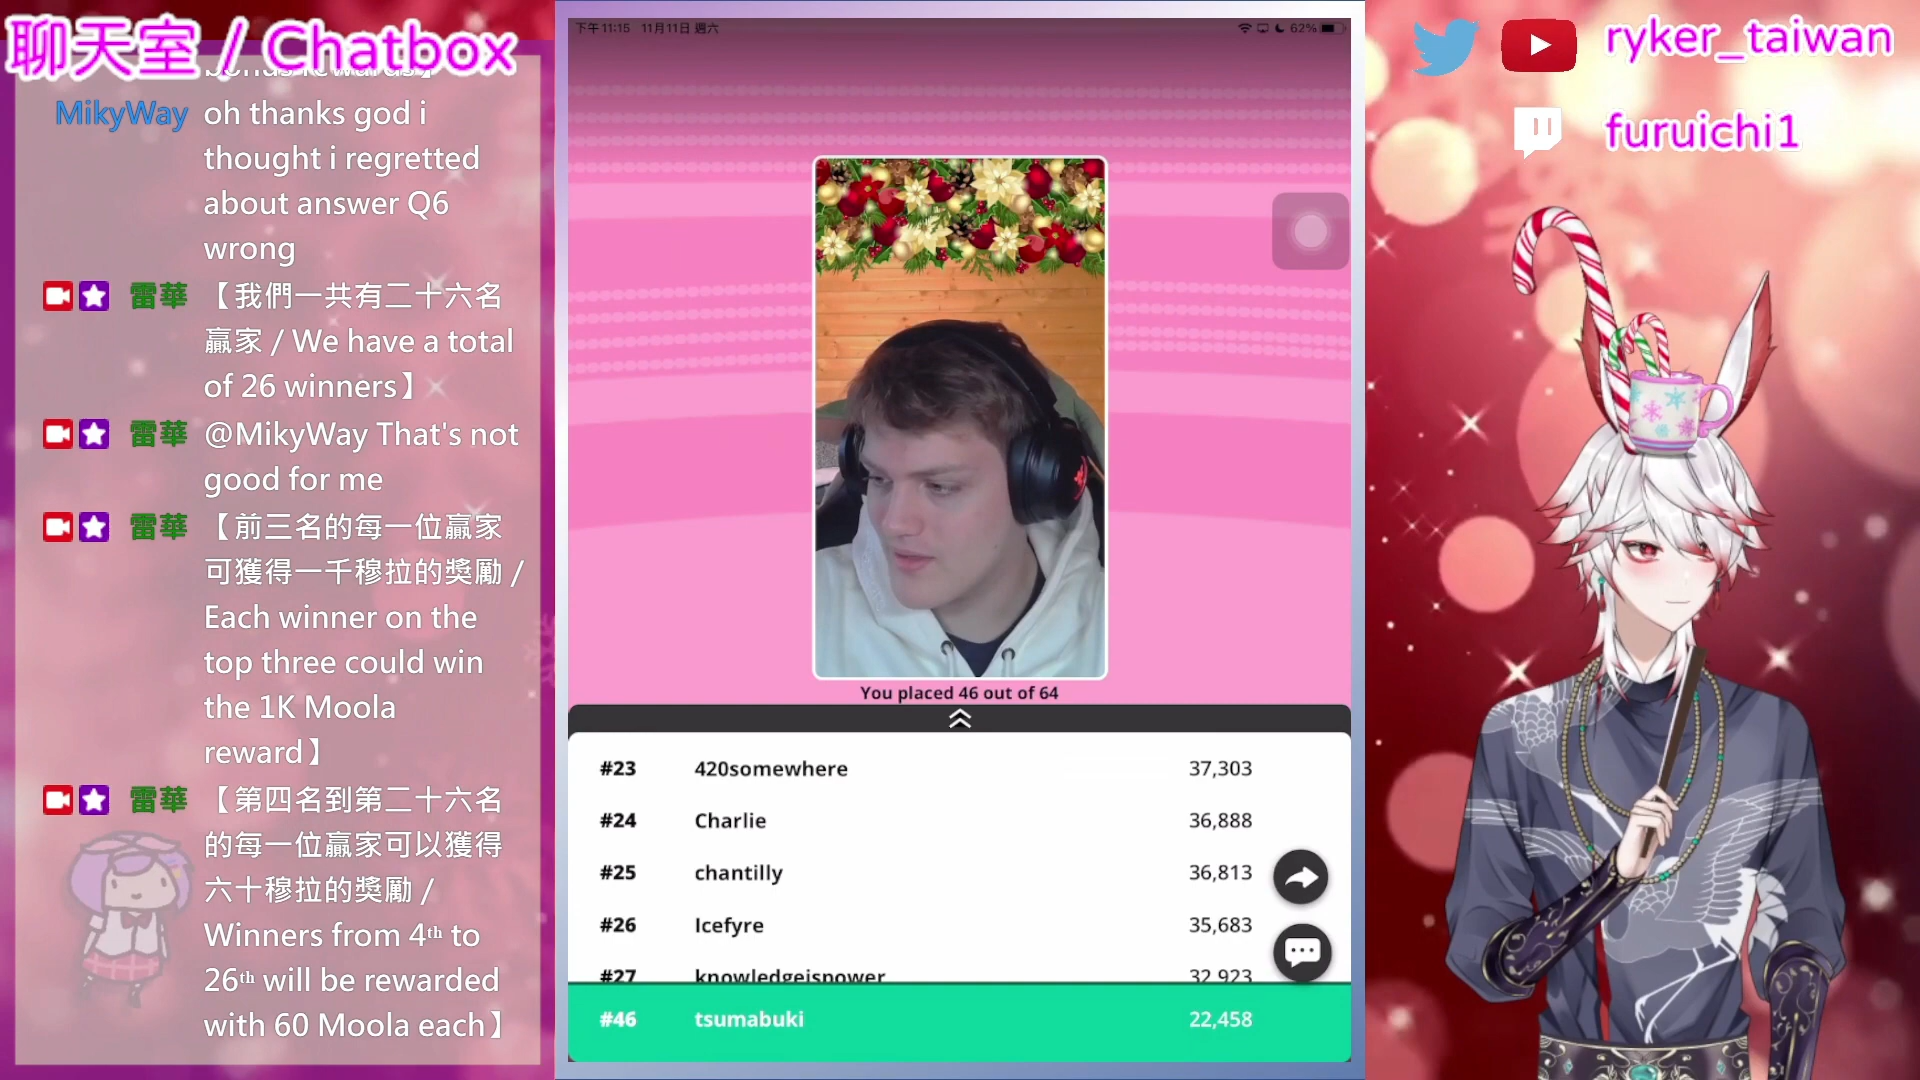 聊天室 / Chatbox
bonus rewards】
MikyWay oh thanks god i
thought i regretted
about answer Q6
wrong
雷華 【我們一共有二十六名
贏家 / We have a total
of 26 winners】
雷華 @MikyWay That's not
good for me
雷華 【前三名的每一位贏家
可獲得一千穆拉的獎勵 /
Each winner on the
top three could win
the 1K Moola
reward】
雷華 【第四名到第二十六名
的每一位贏家可以獲得
六十穆拉的獎勵 /
Winners from 4th to
26th will be rewarded
with 60 Moola each】
下午11:15 11月11日 週六
62%
You placed 46 out of 64
#23 420somewhere 37,303
#24 Charlie 36,888
#25 chantilly 36,813
#26 Icefyre 35,683
#27 knowledgeispower 32,923
#46 tsumabuki 22,458
ryker_taiwan
furuichi1